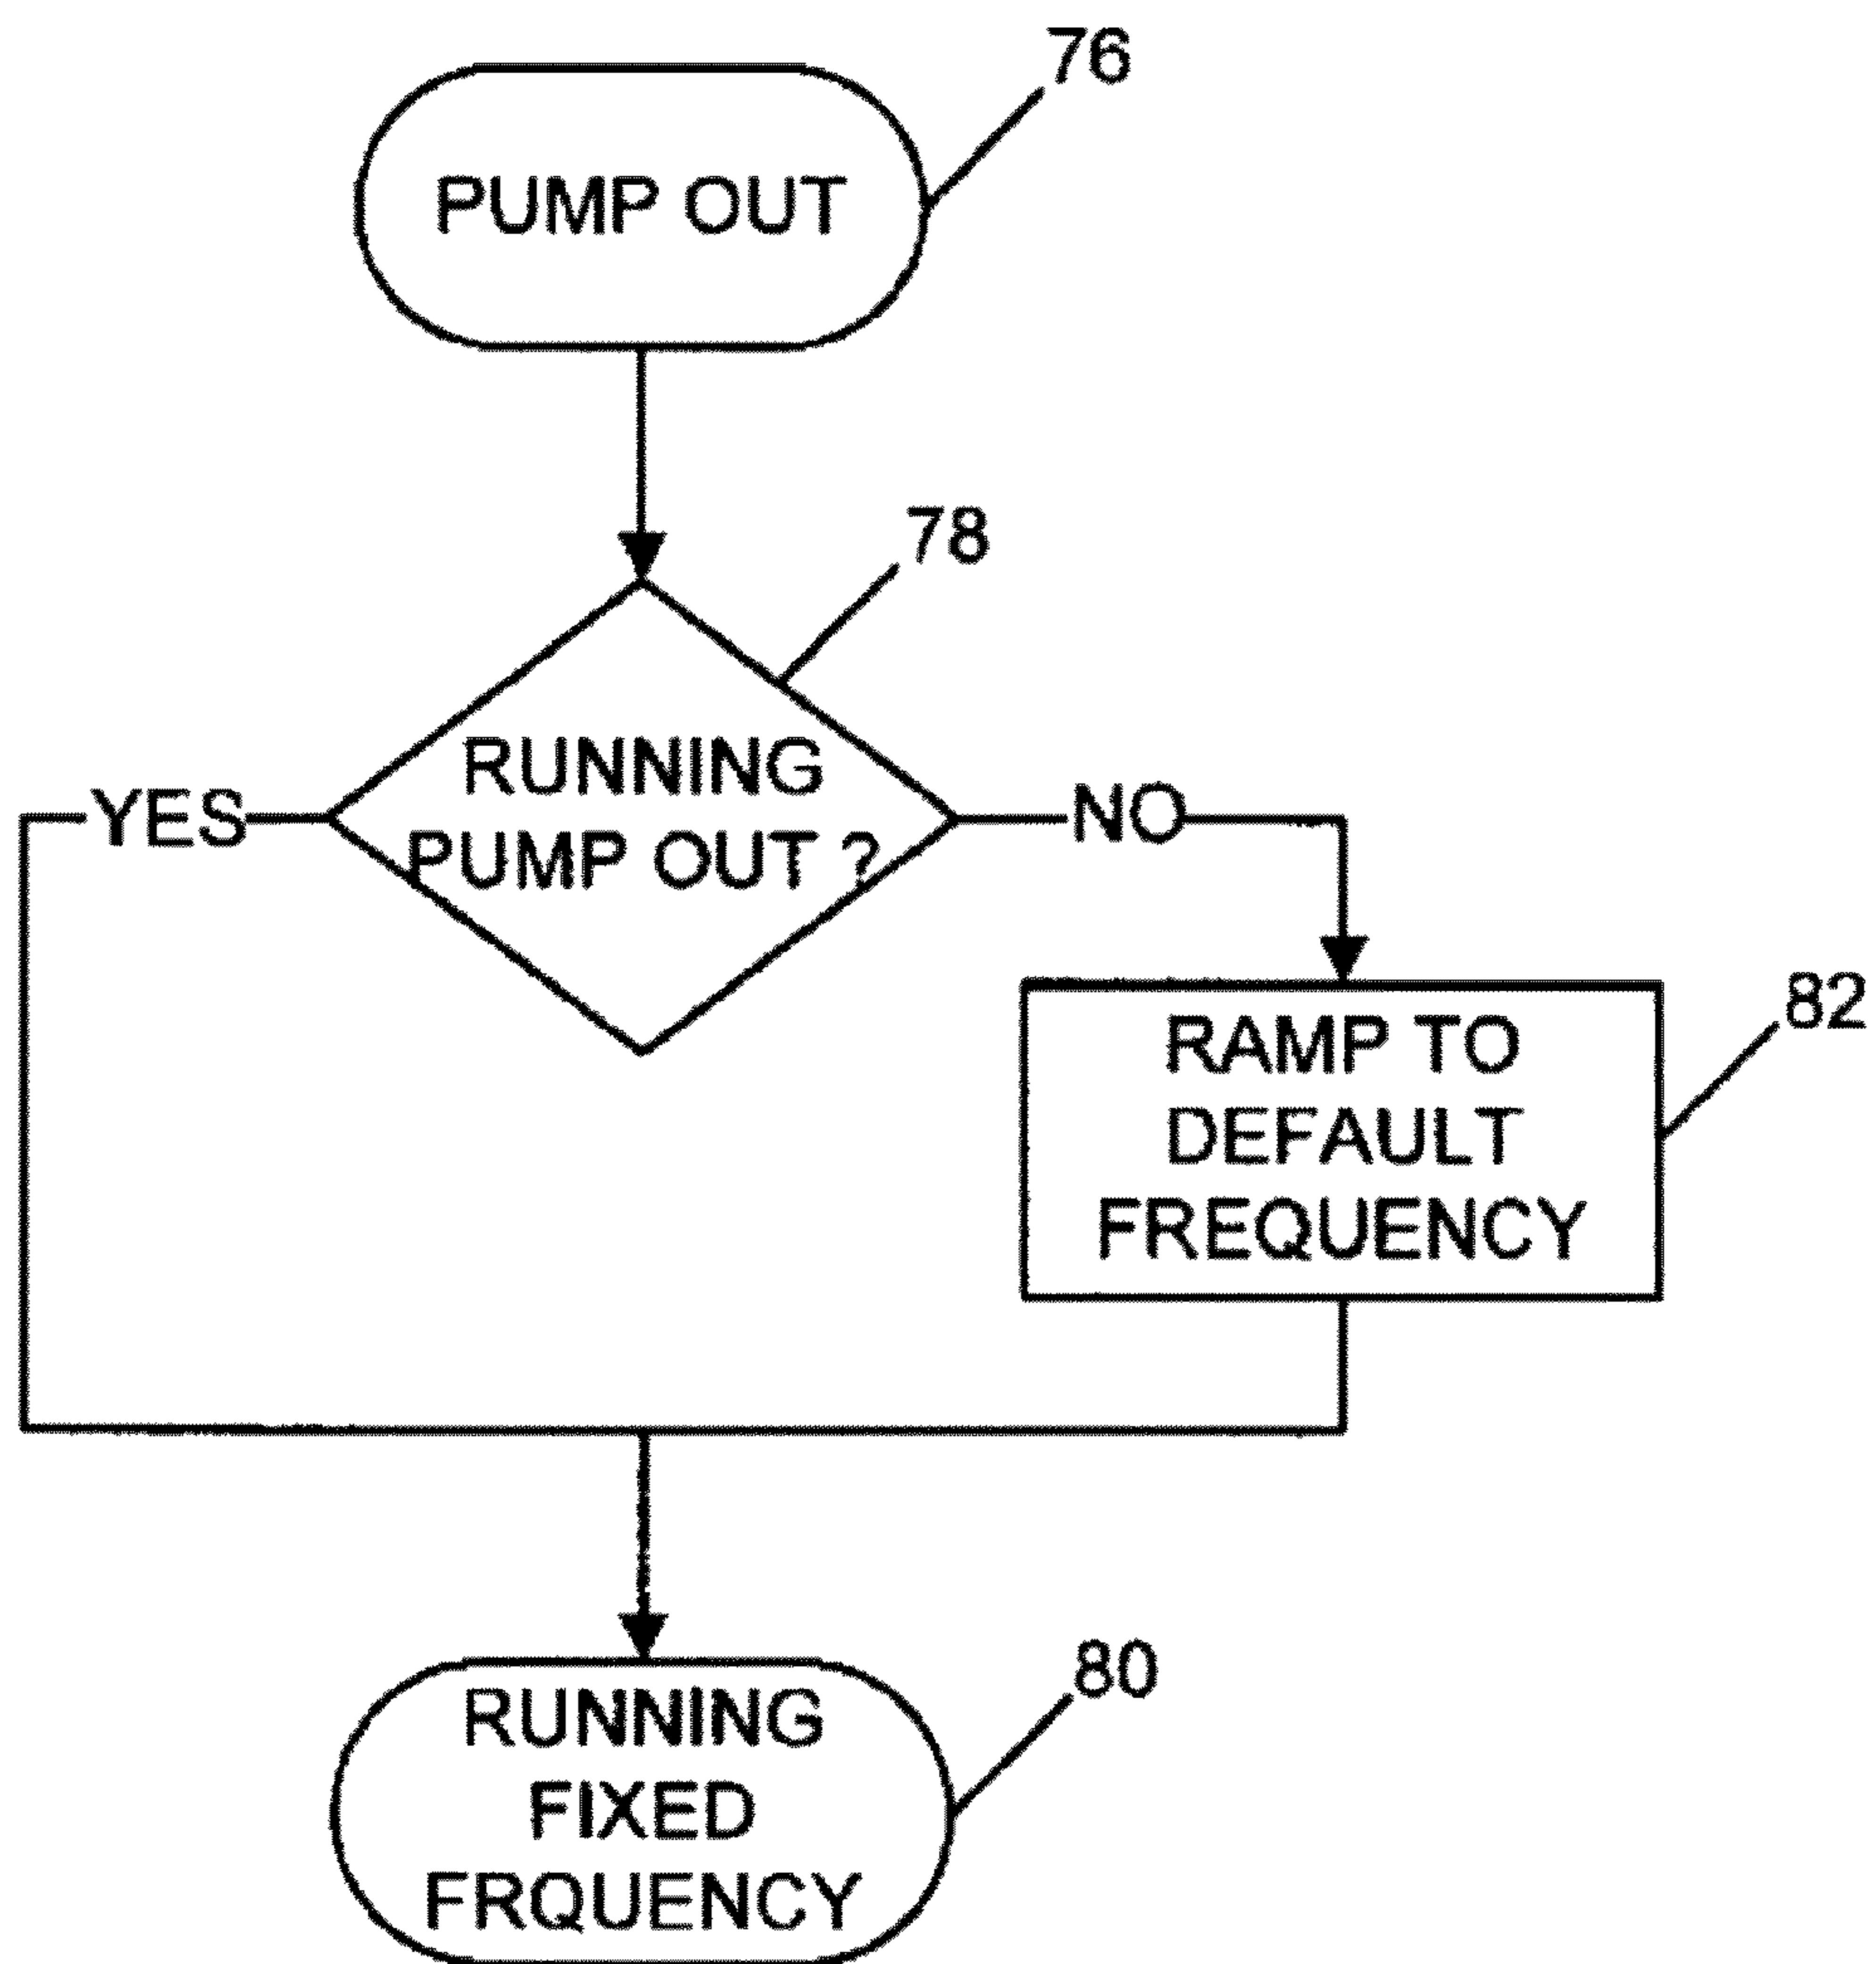 76
PUMP OUT
78
RUNNING
PUMP OUT ?
YES
NO
82
RAMP TO
DEFAULT
FREQUENCY
80
RUNNING
FIXED
FRQUENCY